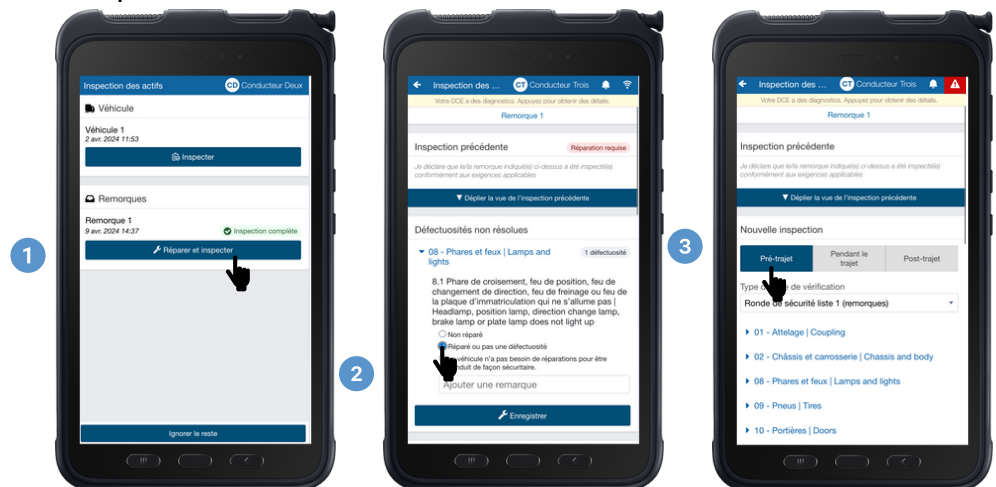 1
Inspection des actifs
CD Conducteur Deux
Véhicule
Véhicule 1
2 avr. 2024 11:53
Inspecter
Remorques
Remorque 1
9 avr. 2024 14:37
Inspection complète
Réparer et inspecter
Ignorer le reste
2
Inspection des ...
CT Conducteur Trois
Votre DCE a des diagnostics. Appuyez pour obtenir des détails.
Remorque 1
Inspection précédente
Réparation requise
Je déclare que le/la remorque indiqué(e) ci-dessus a été inspecté(e)
conformément aux exigences applicables
Déplier la vue de l'inspection précédente
Défectuosités non résolues
08 - Phares et feux | Lamps and
lights
1 défectuosité
8.1 Phare de croisement, feu de position, feu de
changement de direction, feu de freinage ou feu de
la plaque d'immatriculation qui ne s'allume pas |
Headlamp, position lamp, direction change lamp,
brake lamp or plate lamp does not light up
Non réparé
Réparé ou pas une défectuosité
véhicule n'a pas besoin de réparations pour être
conduit de façon sécuritaire.
Ajouter une remarque
Enregistrer
3
Inspection des ...
CT Conducteur Trois
Votre DCE a des diagnostics. Appuyez pour obtenir des détails.
Remorque 1
Inspection précédente
Je déclare que le/la remorque indiqué(e) ci-dessus a été inspecté(e)
conformément aux exigences applicables
Déplier la vue de l'inspection précédente
Nouvelle inspection
Pré-trajet
Pendant le
trajet
Post-trajet
Type de vérification
Ronde de sécurité liste 1 (remorques)
01 - Attelage | Coupling
02 - Châssis et carrosserie | Chassis and body
08 - Phares et feux | Lamps and lights
09 - Pneus | Tires
10 - Portières | Doors